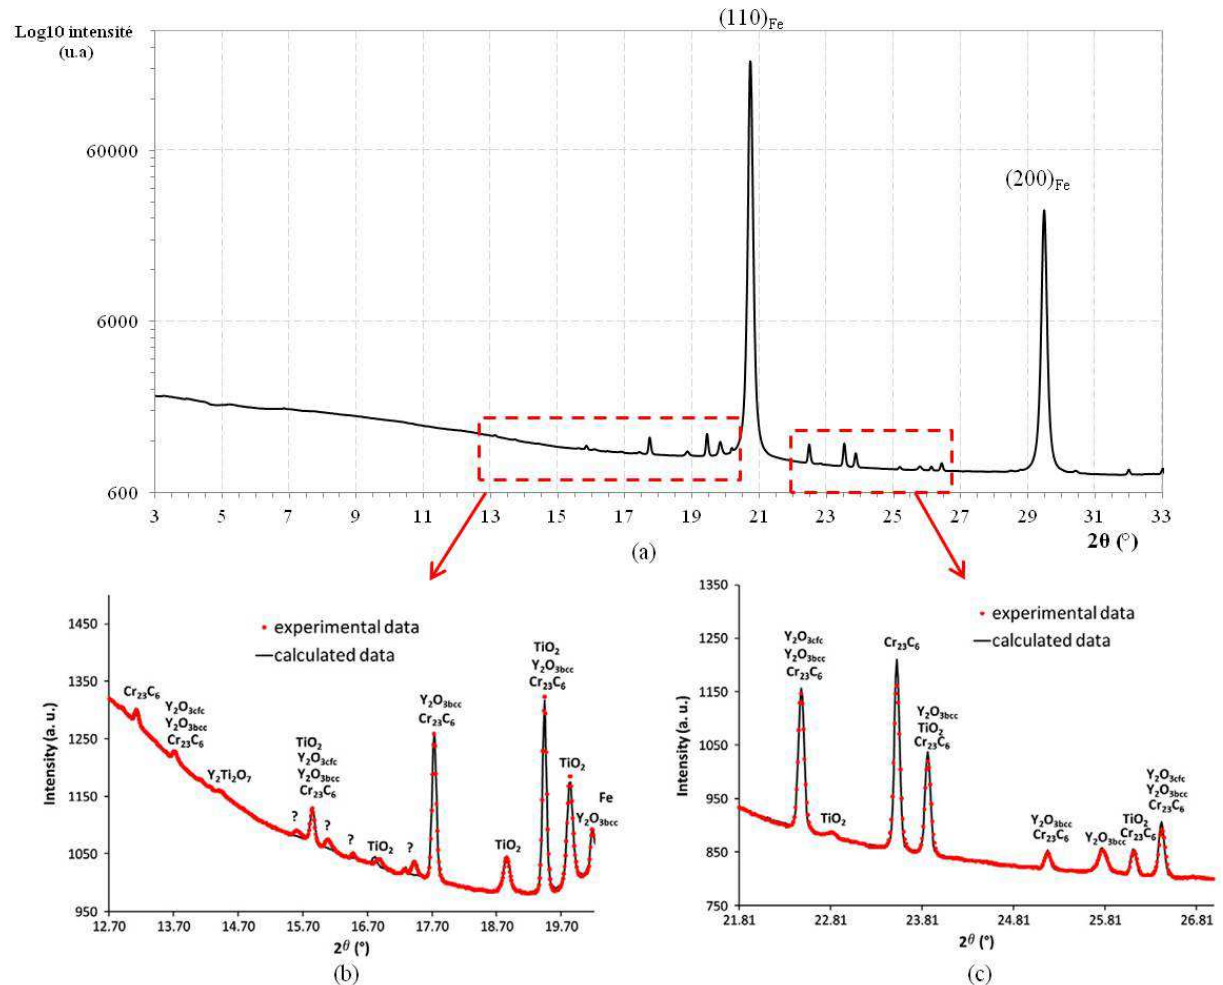 Log10 intensité
(u.a)
(110)Fe
(200)Fe
60000
6000
600
3 5 7 9 11 13 15 17 19 21 23 25 27 29 31 33
2θ (°)
(a)
1450
1350
1250
1150
1050
950
Intensity (a. u.)
experimental data
calculated data
Cr23C6
Y2O3cfc
Y2O3bcc
Cr23C6
Y2Ti2O7
?
TiO2
Y2O3cfc
Y2O3bcc
Cr23C6
?
?
TiO2
?
Y2O3bcc
Cr23C6
TiO2
TiO2
Y2O3bcc
Cr23C6
TiO2
Fe
Y2O3bcc
12.70 13.70 14.70 15.70 16.70 17.70 18.70 19.70
2θ (°)
(b)
1350
1250
1150
1050
950
850
750
Intensity (a. u.)
experimental data
calculated data
Y2O3cfc
Y2O3bcc
Cr23C6
TiO2
Cr23C6
Y2O3bcc
TiO2
Cr23C6
Y2O3bcc
Cr23C6
Y2O3bcc
TiO2
Cr23C6
Y2O3cfc
Y2O3bcc
Cr23C6
21.81 22.81 23.81 24.81 25.81 26.81
2θ (°)
(c)